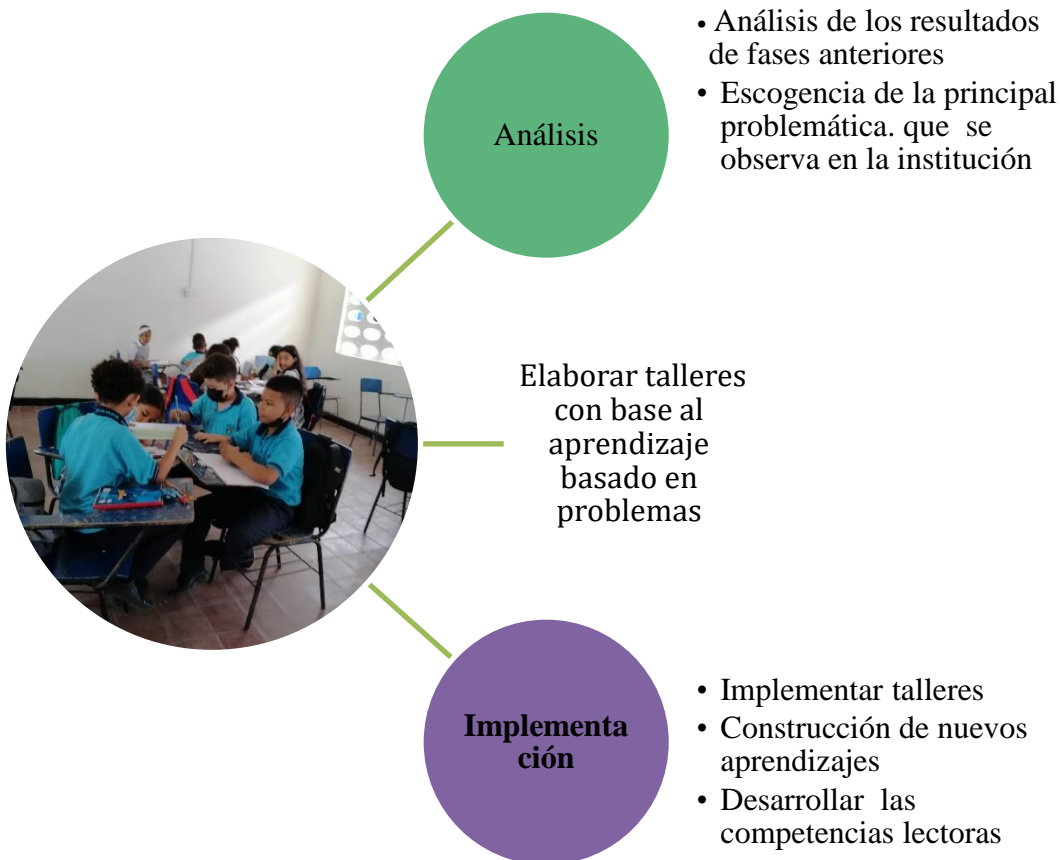 Análisis
• Análisis de los resultados
de fases anteriores
• Escogencia de la principal
problemática. que se
observa en la institución
Elaborar talleres
con base al
aprendizaje
basado en
problemas
Implementa
ción
• Implementar talleres
• Construcción de nuevos
aprendizajes
• Desarrollar las
competencias lectoras